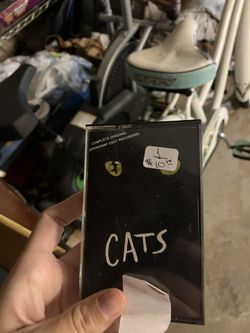 COMPLETE ORIGINAL
BROADWAY CAST RECORDING
$10
CATS